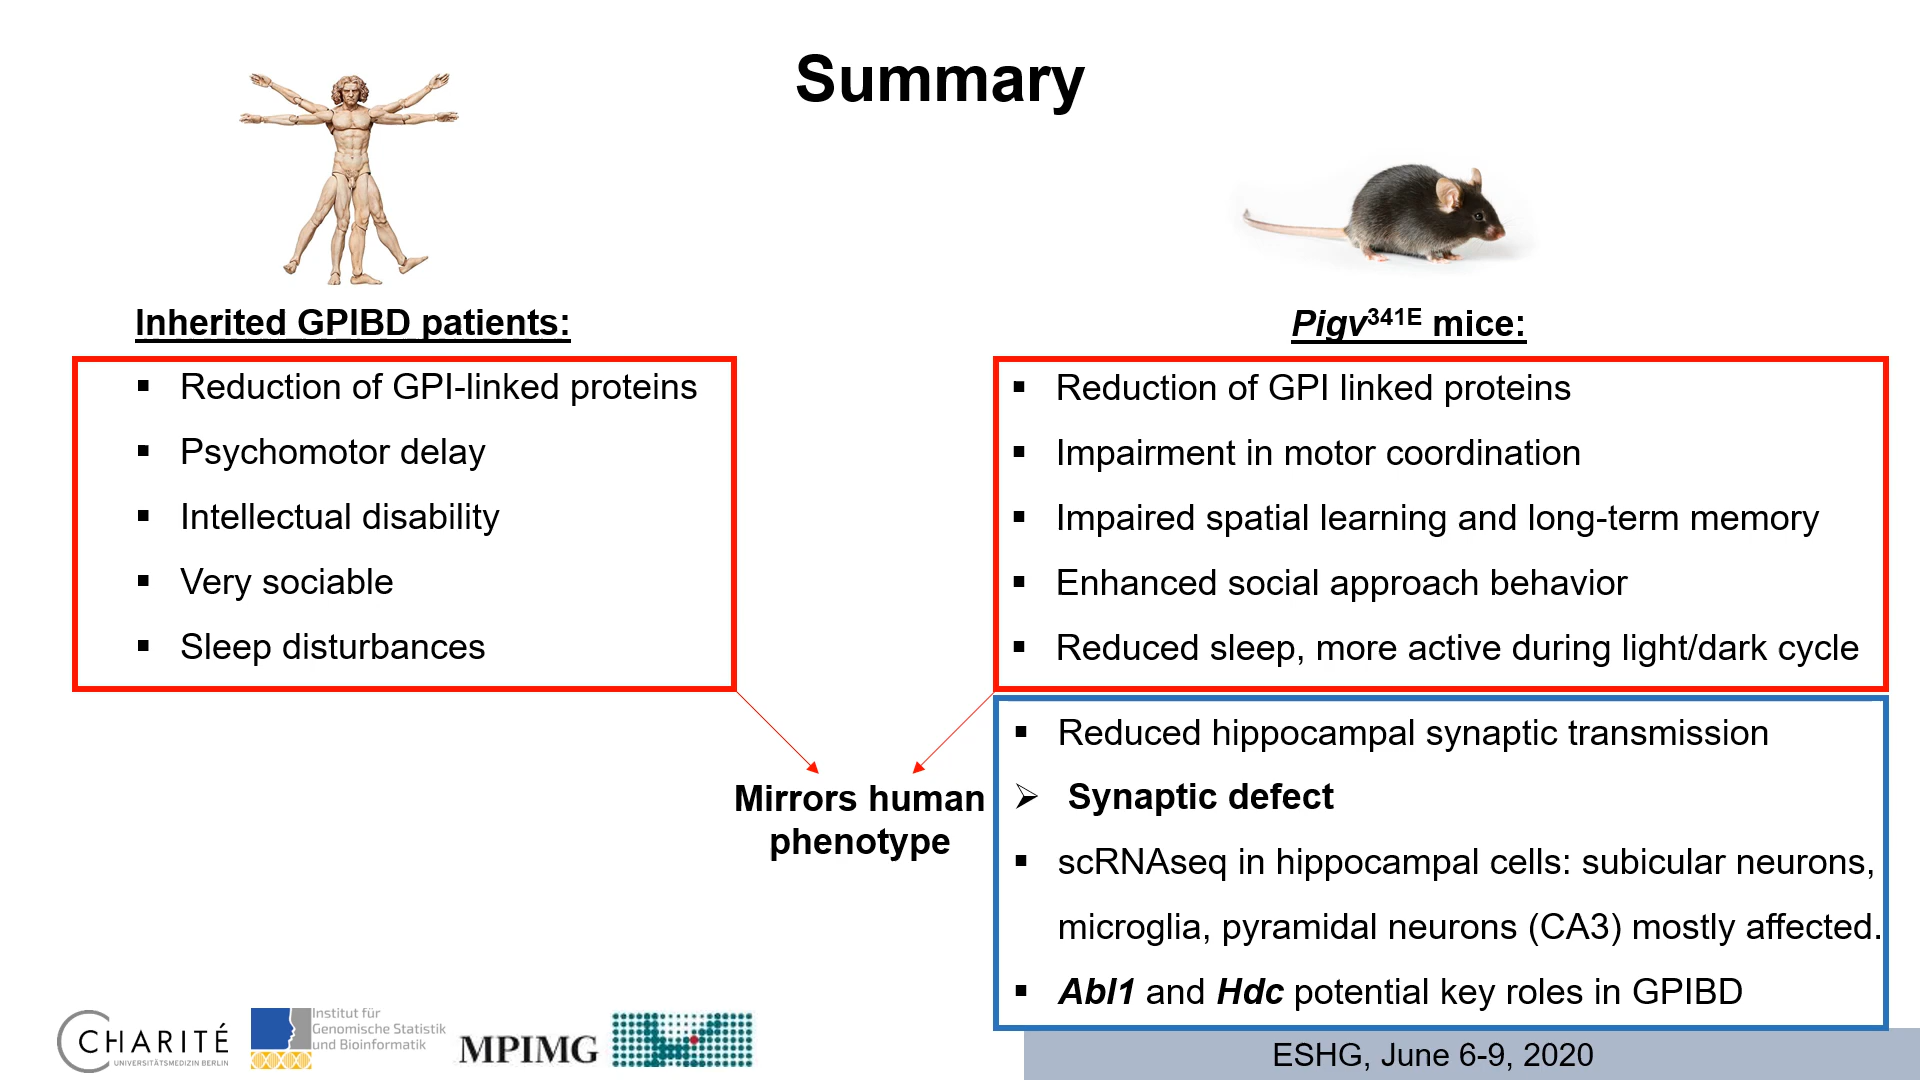 Summary
Inherited GPIBD patients:
▪ Reduction of GPI-linked proteins
▪ Psychomotor delay
▪ Intellectual disability
▪ Very sociable
▪ Sleep disturbances
Pigv341E mice:
▪ Reduction of GPI linked proteins
▪ Impairment in motor coordination
▪ Impaired spatial learning and long-term memory
▪ Enhanced social approach behavior
▪ Reduced sleep, more active during light/dark cycle
Mirrors human
phenotype
▪ Reduced hippocampal synaptic transmission
➢ Synaptic defect
▪ scRNAseq in hippocampal cells: subicular neurons,
microglia, pyramidal neurons (CA3) mostly affected.
▪ Abl1 and Hdc potential key roles in GPIBD
CHARITÉ
UNIVERSITÄTSMEDIZIN BERLIN
Institut für
Genomische Statistik
und Bioinformatik
MPIMG
ESHG, June 6-9, 2020